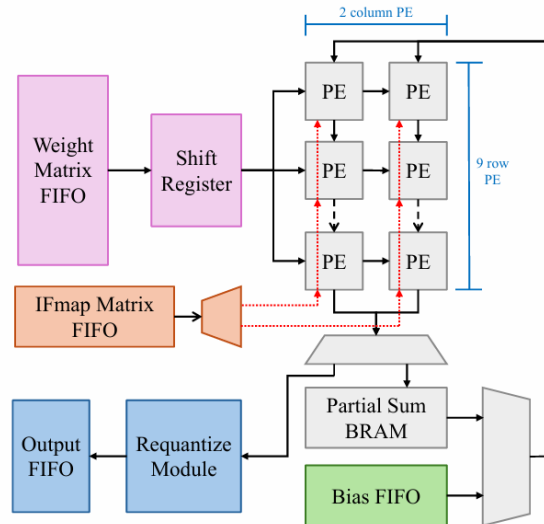 2 column PE
PE
PE
Weight
Matrix
FIFO
Shift
Register
PE
PE
9 row
PE
PE
PE
IFmap Matrix
FIFO
Partial Sum
BRAM
Output
FIFO
Requantize
Module
Bias FIFO